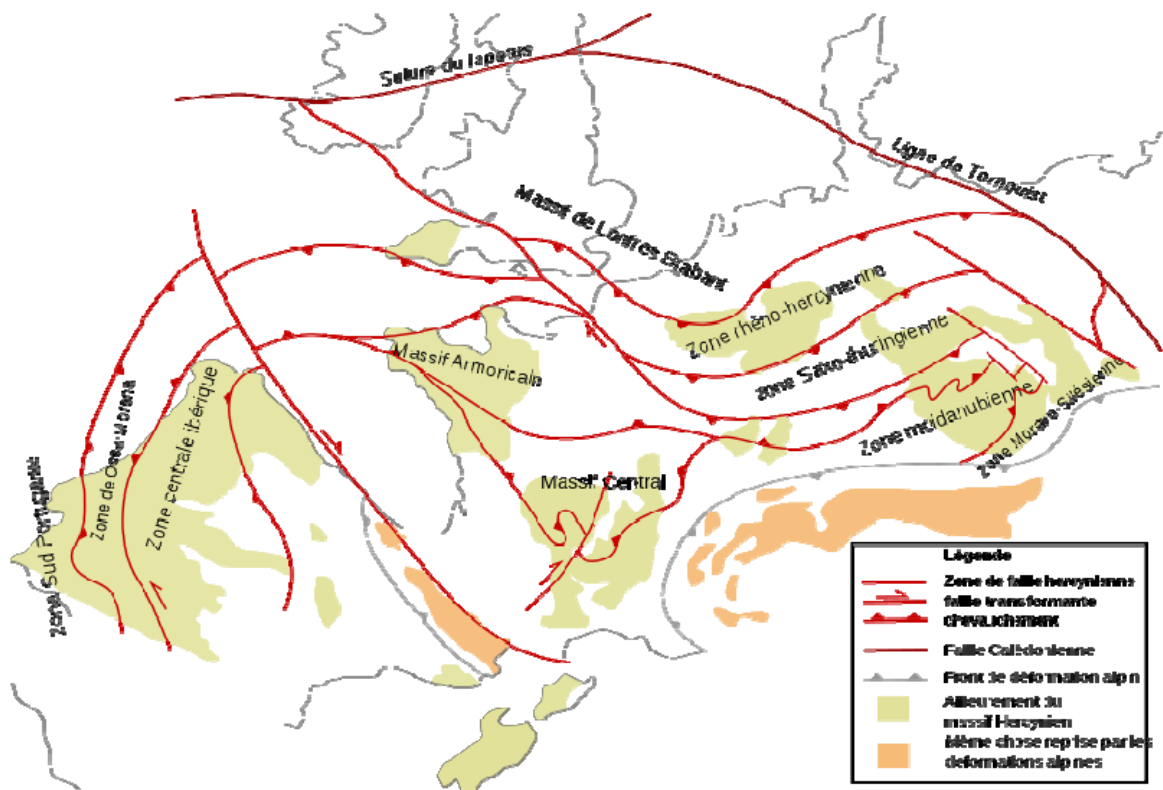 Suture du Iapetus
Ligne de Tornquist
Massif de Londres Brabant
Zone rhéno-hercynienne
Zone Saxo-thuringienne
Massif Armoricain
Zone moldanubienne
Zone Moravo-Silésienne
Zone centrale ibérique
Zone de Ossa-Morena
Zone Sud Portugaise
Massif Central
Légende
Zone de faille hercynienne
faille transformante
chevauchement
Faille Calédonienne
Front de déformation alpin
Affleurement du
massif Hercynien
Même chose reprise par les
déformations alpines